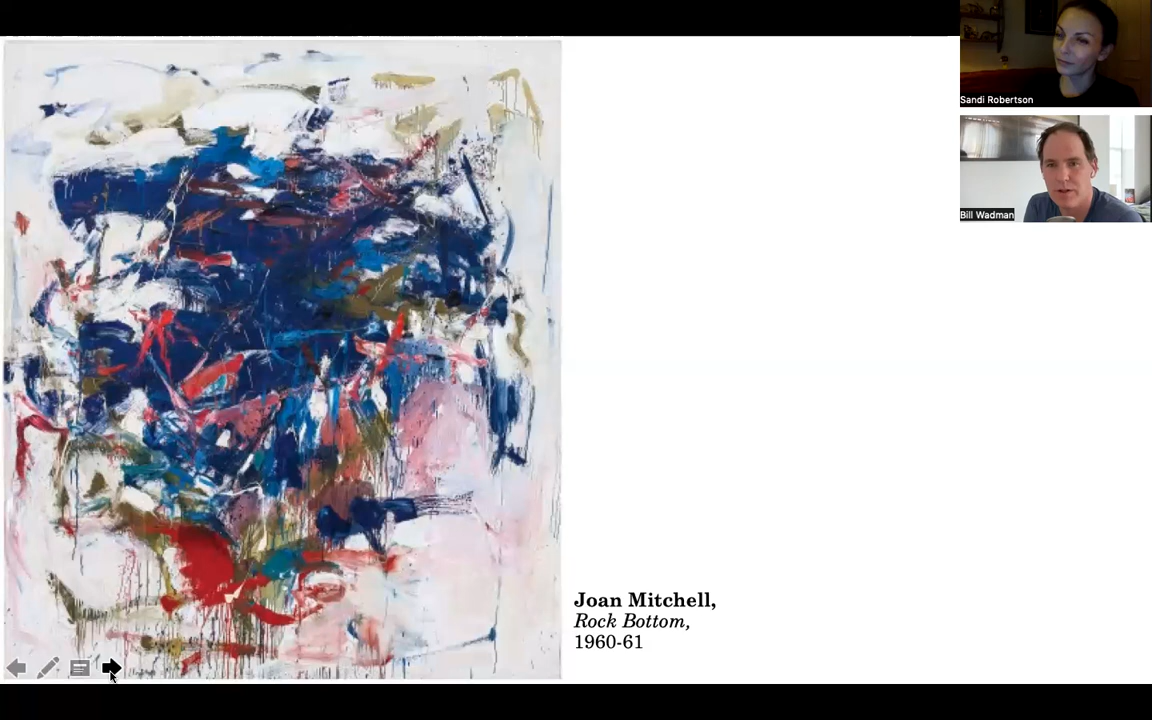 Sandi Robertson
Bill Wadman
Joan Mitchell,
Rock Bottom,
1960-61